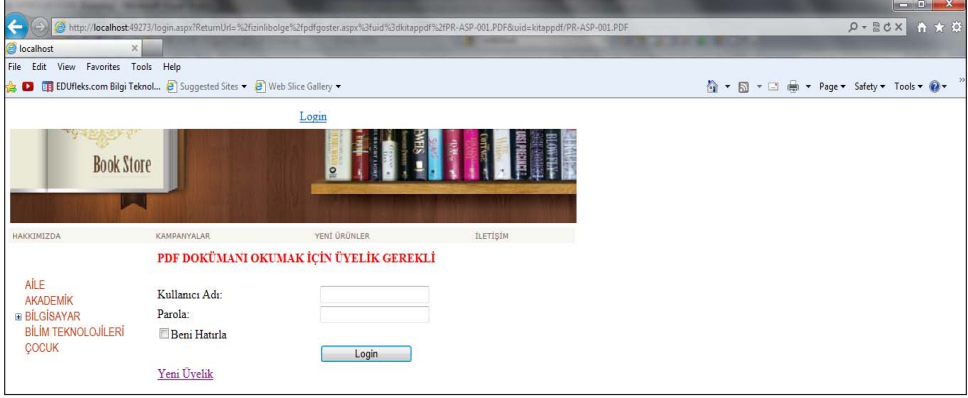 http://localhost:49273/login.aspx?ReturnUrl=%2fizinlibolge%2fpdfgoster.aspx%3fuid%3dkitappdf%2fPR-ASP-001.PDF&uid=kitappdf/PR-ASP-001.PDF
localhost
File Edit View Favorites Tools Help
EDUfleks.com Bilgi Teknol... Suggested Sites Web Slice Gallery Page Safety Tools
Login
Book Store
HAKKIMIZDA KAMPANYALAR YENİ ÜRÜNLER İLETİŞİM
PDF DOKÜMANI OKUMAK İÇİN ÜYELİK GEREKLİ
AİLE
AKADEMİK
BİLGİSAYAR
BİLİM TEKNOLOJİLERİ
ÇOCUK
Kullanıcı Adı:
Parola:
Beni Hatırla
Login
Yeni Üyelik